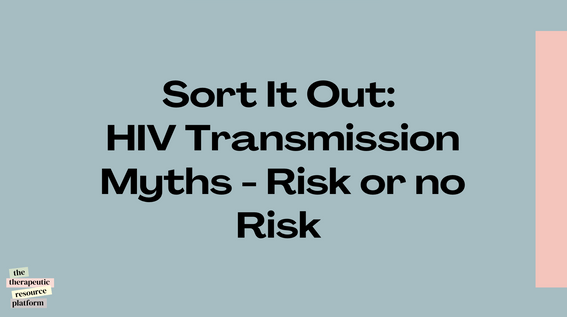 Sort It Out:
HIV Transmission
Myths - Risk or no
Risk
the
therapeutic
resource
platform